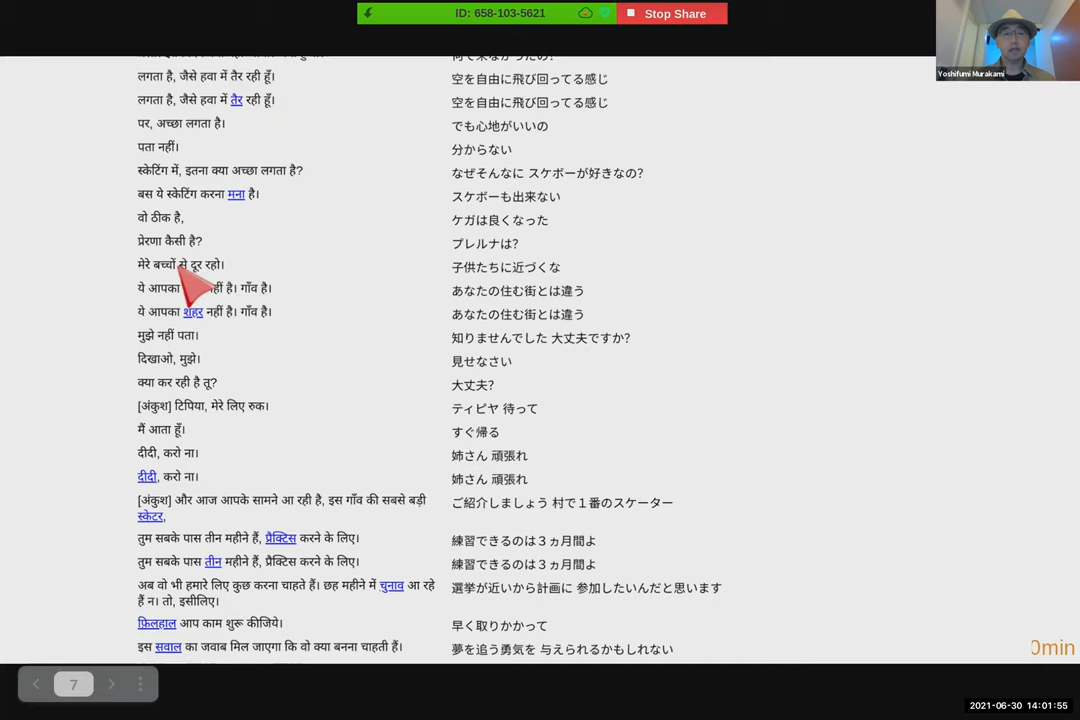 ID: 658-103-5621
Stop Share
Yoshifumi Murakami
लगता है, जैसे हवा में तैर रही हूँ। 空を自由に飛び回ってる感じ
लगता है, जैसे हवा में तैर रही हूँ। 空を自由に飛び回ってる感じ
पर, अच्छा लगता है। でも心地がいいの
पता नहीं। 分からない
स्केटिंग में, इतना क्या अच्छा लगता है? なぜそんなに スケボーが好きなの?
बस ये स्केटिंग करना मना है। スケボーも出来ない
वो ठीक है, ケガは良くなった
प्रेरणा कैसी है? プレルナは?
मेरे बच्चों से दूर रहो। 子供たちに近づくな
ये आपका नहीं है। गाँव है। あなたの住む街とは違う
ये आपका शहर नहीं है। गाँव है। あなたの住む街とは違う
मुझे नहीं पता। 知りませんでした 大丈夫ですか?
दिखाओ, मुझे। 見せなさい
क्या कर रही है तू? 大丈夫?
[अंकुश] टिपिया, मेरे लिए रुक। ティピヤ 待って
मैं आता हूँ। すぐ帰る
दीदी, करो ना। 姉さん 頑張れ
दीदी, करो ना। 姉さん 頑張れ
[अंकुश] और आज आपके सामने आ रही है, इस गाँव की सबसे बड़ी ご紹介しましょう 村で１番のスケーター
स्केटर,
तुम सबके पास तीन महीने हैं, प्रैक्टिस करने के लिए। 練習できるのは３ヵ月間よ
तुम सबके पास तीन महीने हैं, प्रैक्टिस करने के लिए। 練習できるのは３ヵ月間よ
अब वो भी हमारे लिए कुछ करना चाहते हैं। छह महीने में चुनाव आ रहे 選挙が近いから計画に 参加したいんだと思います
हैं न। तो, इसीलिए।
फ़िलहाल आप काम शुरू कीजिये। 早く取りかかって
इस सवाल का जवाब मिल जाएगा कि वो क्या बनना चाहती हैं। 夢を追う勇気を 与えられるかもしれない
0min
7
2021-06-30 14:01:55